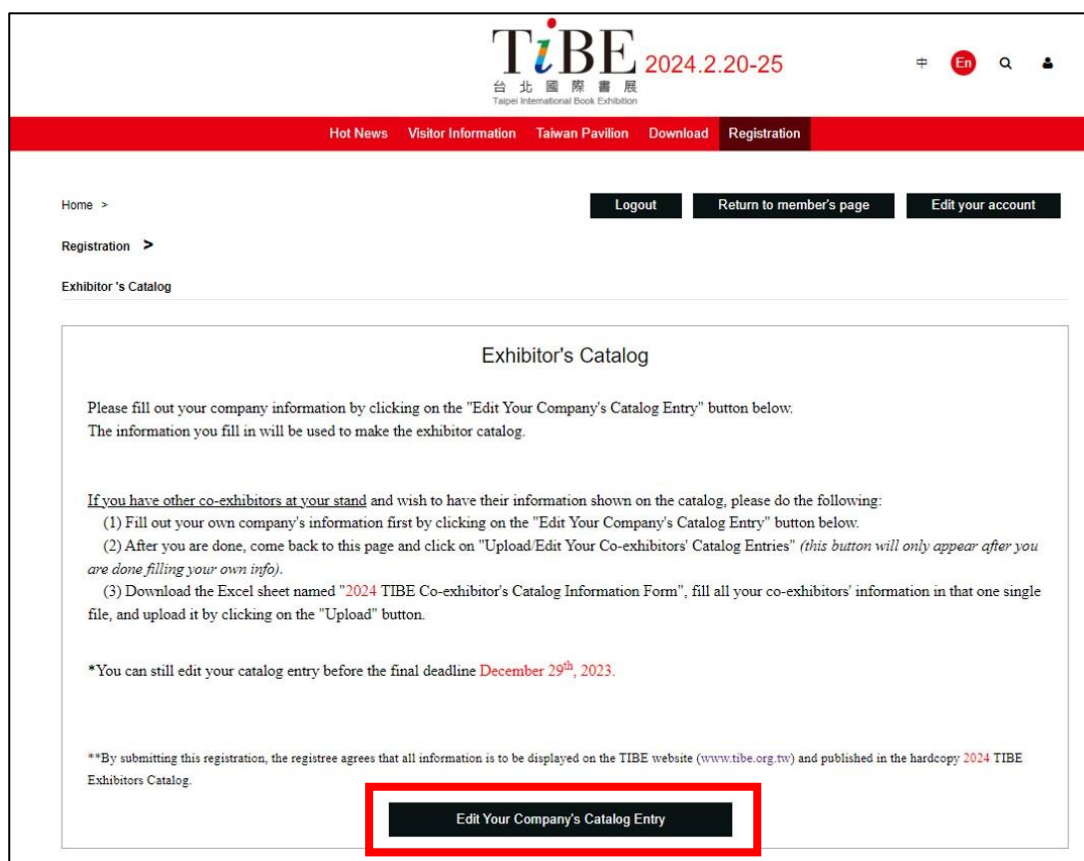 TiBE 2024.2.20-25
台北國際書展
Taipei International Book Exhibition
中 En
Hot News Visitor Information Taiwan Pavilion Download Registration
Home >
Logout Return to member's page Edit your account
Registration >
Exhibitor 's Catalog
Exhibitor's Catalog
Please fill out your company information by clicking on the "Edit Your Company's Catalog Entry" button below.
The information you fill in will be used to make the exhibitor catalog.
If you have other co-exhibitors at your stand and wish to have their information shown on the catalog, please do the following:
(1) Fill out your own company's information first by clicking on the "Edit Your Company's Catalog Entry" button below.
(2) After you are done, come back to this page and click on "Upload/Edit Your Co-exhibitors' Catalog Entries" (this button will only appear after you
are done filling your own info).
(3) Download the Excel sheet named "2024 TIBE Co-exhibitor's Catalog Information Form", fill all your co-exhibitors' information in that one single
file, and upload it by clicking on the "Upload" button.
*You can still edit your catalog entry before the final deadline December 29th, 2023.
**By submitting this registration, the registree agrees that all information is to be displayed on the TIBE website (www.tibe.org.tw) and published in the hardcopy 2024 TIBE
Exhibitors Catalog.
Edit Your Company's Catalog Entry